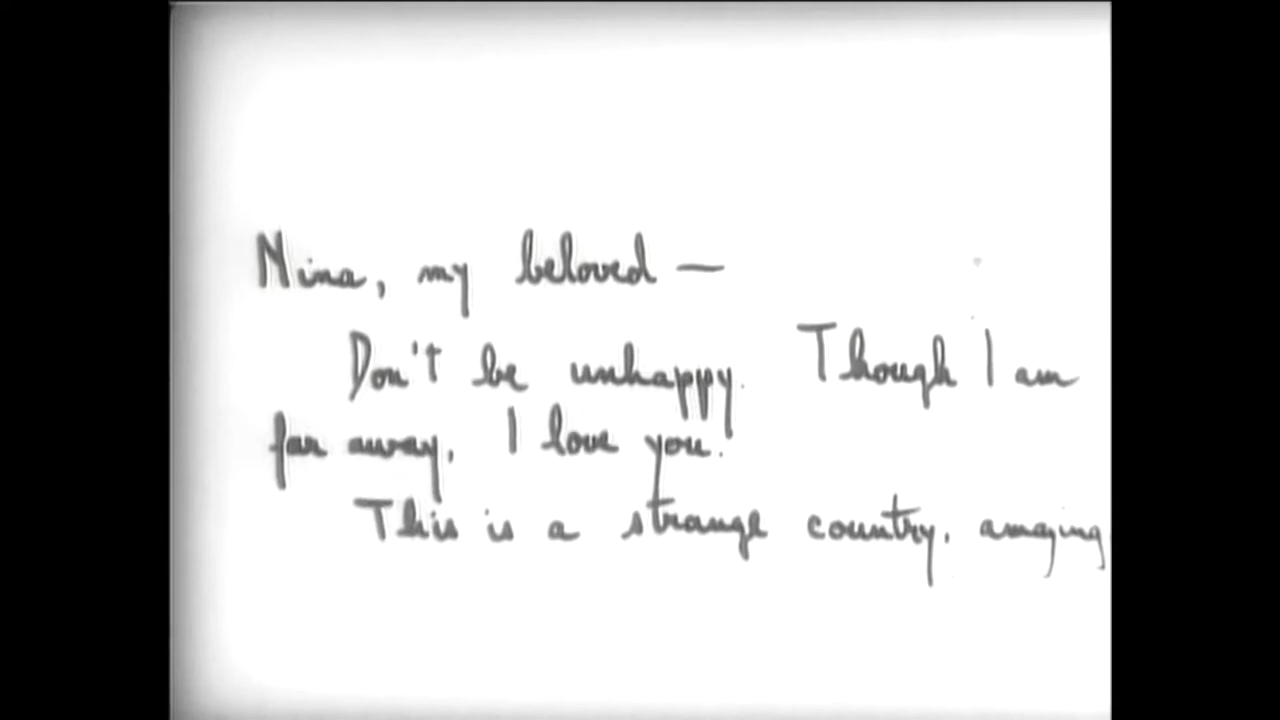 Nina, my beloved —
Don't be unhappy. Though I am
far away, I love you.
This is a strange country, amazing